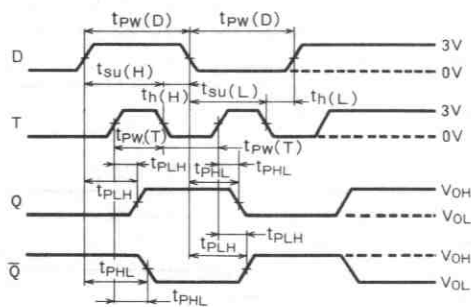 tPW(D) tPW(D)
D 3V
0V
tsu(H) tsu(L)
th(H) th(L)
T 3V
0V
tPW(T) tPW(T)
tPLH tPHL
tPLH tPHL
Q VOH
VOL
tPLH
tPLH
Q̅ VOH
tPHL VOL
tPHL